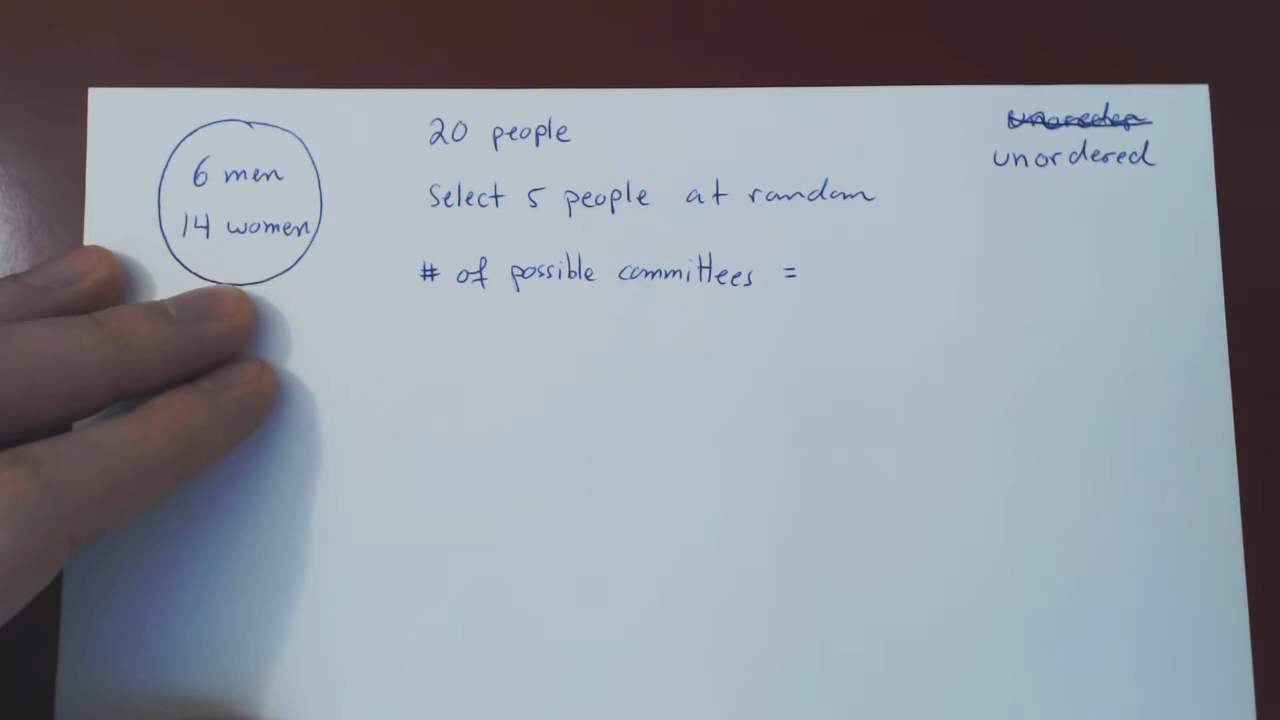 6 men
14 women
20 people
Select 5 people at random
# of possible committees =
unordered